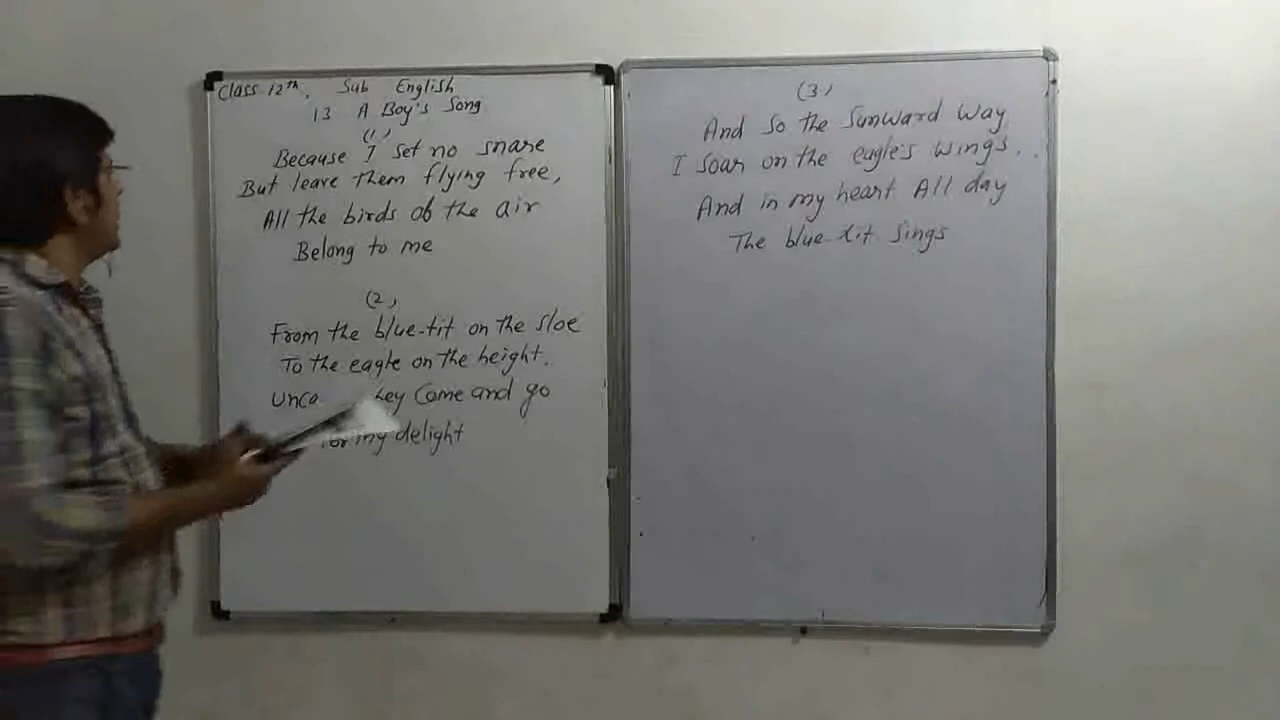 Class 12th, Sub English
13 A Boy's Song
(1)
Because I set no snare
But leave them flying free,
All the birds of the air
Belong to me
(2)
From the blue-tit on the sloe
To the eagle on the height.
come and go
my delight
(3)
And so the sunward way
I soar on the eagle's wings..
And in my heart All day
The blue-tit sings